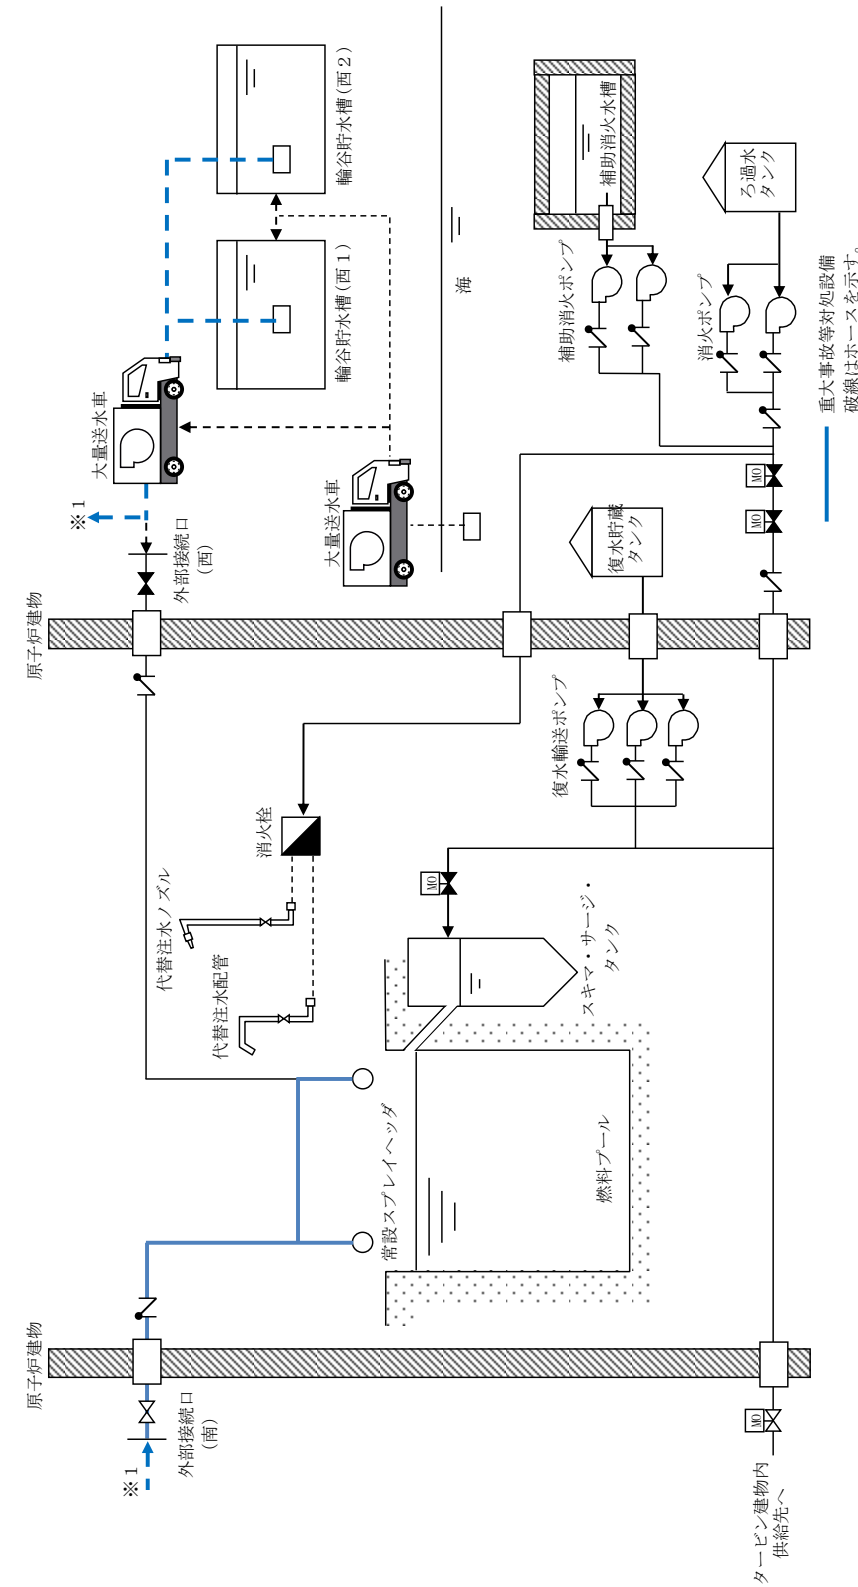 原子炉建物
原子炉建物
※1
外部接続口
(南)
※1
外部接続口
(西)
大量送水車
大量送水車
輪谷貯水槽(西1)
輪谷貯水槽(西2)
海
代替注水ノズル
代替注水配管
消火栓
常設スプレイヘッダ
燃料プール
スキマ・サージ・
タンク
復水輸送ポンプ
復水貯蔵
タンク
補助消火ポンプ
補助消火水槽
消火ポンプ
ろ過水
タンク
MO
MO
MO
MO
タービン建物内
供給先へ
重大事故等対処設備
破線はホースを示す。